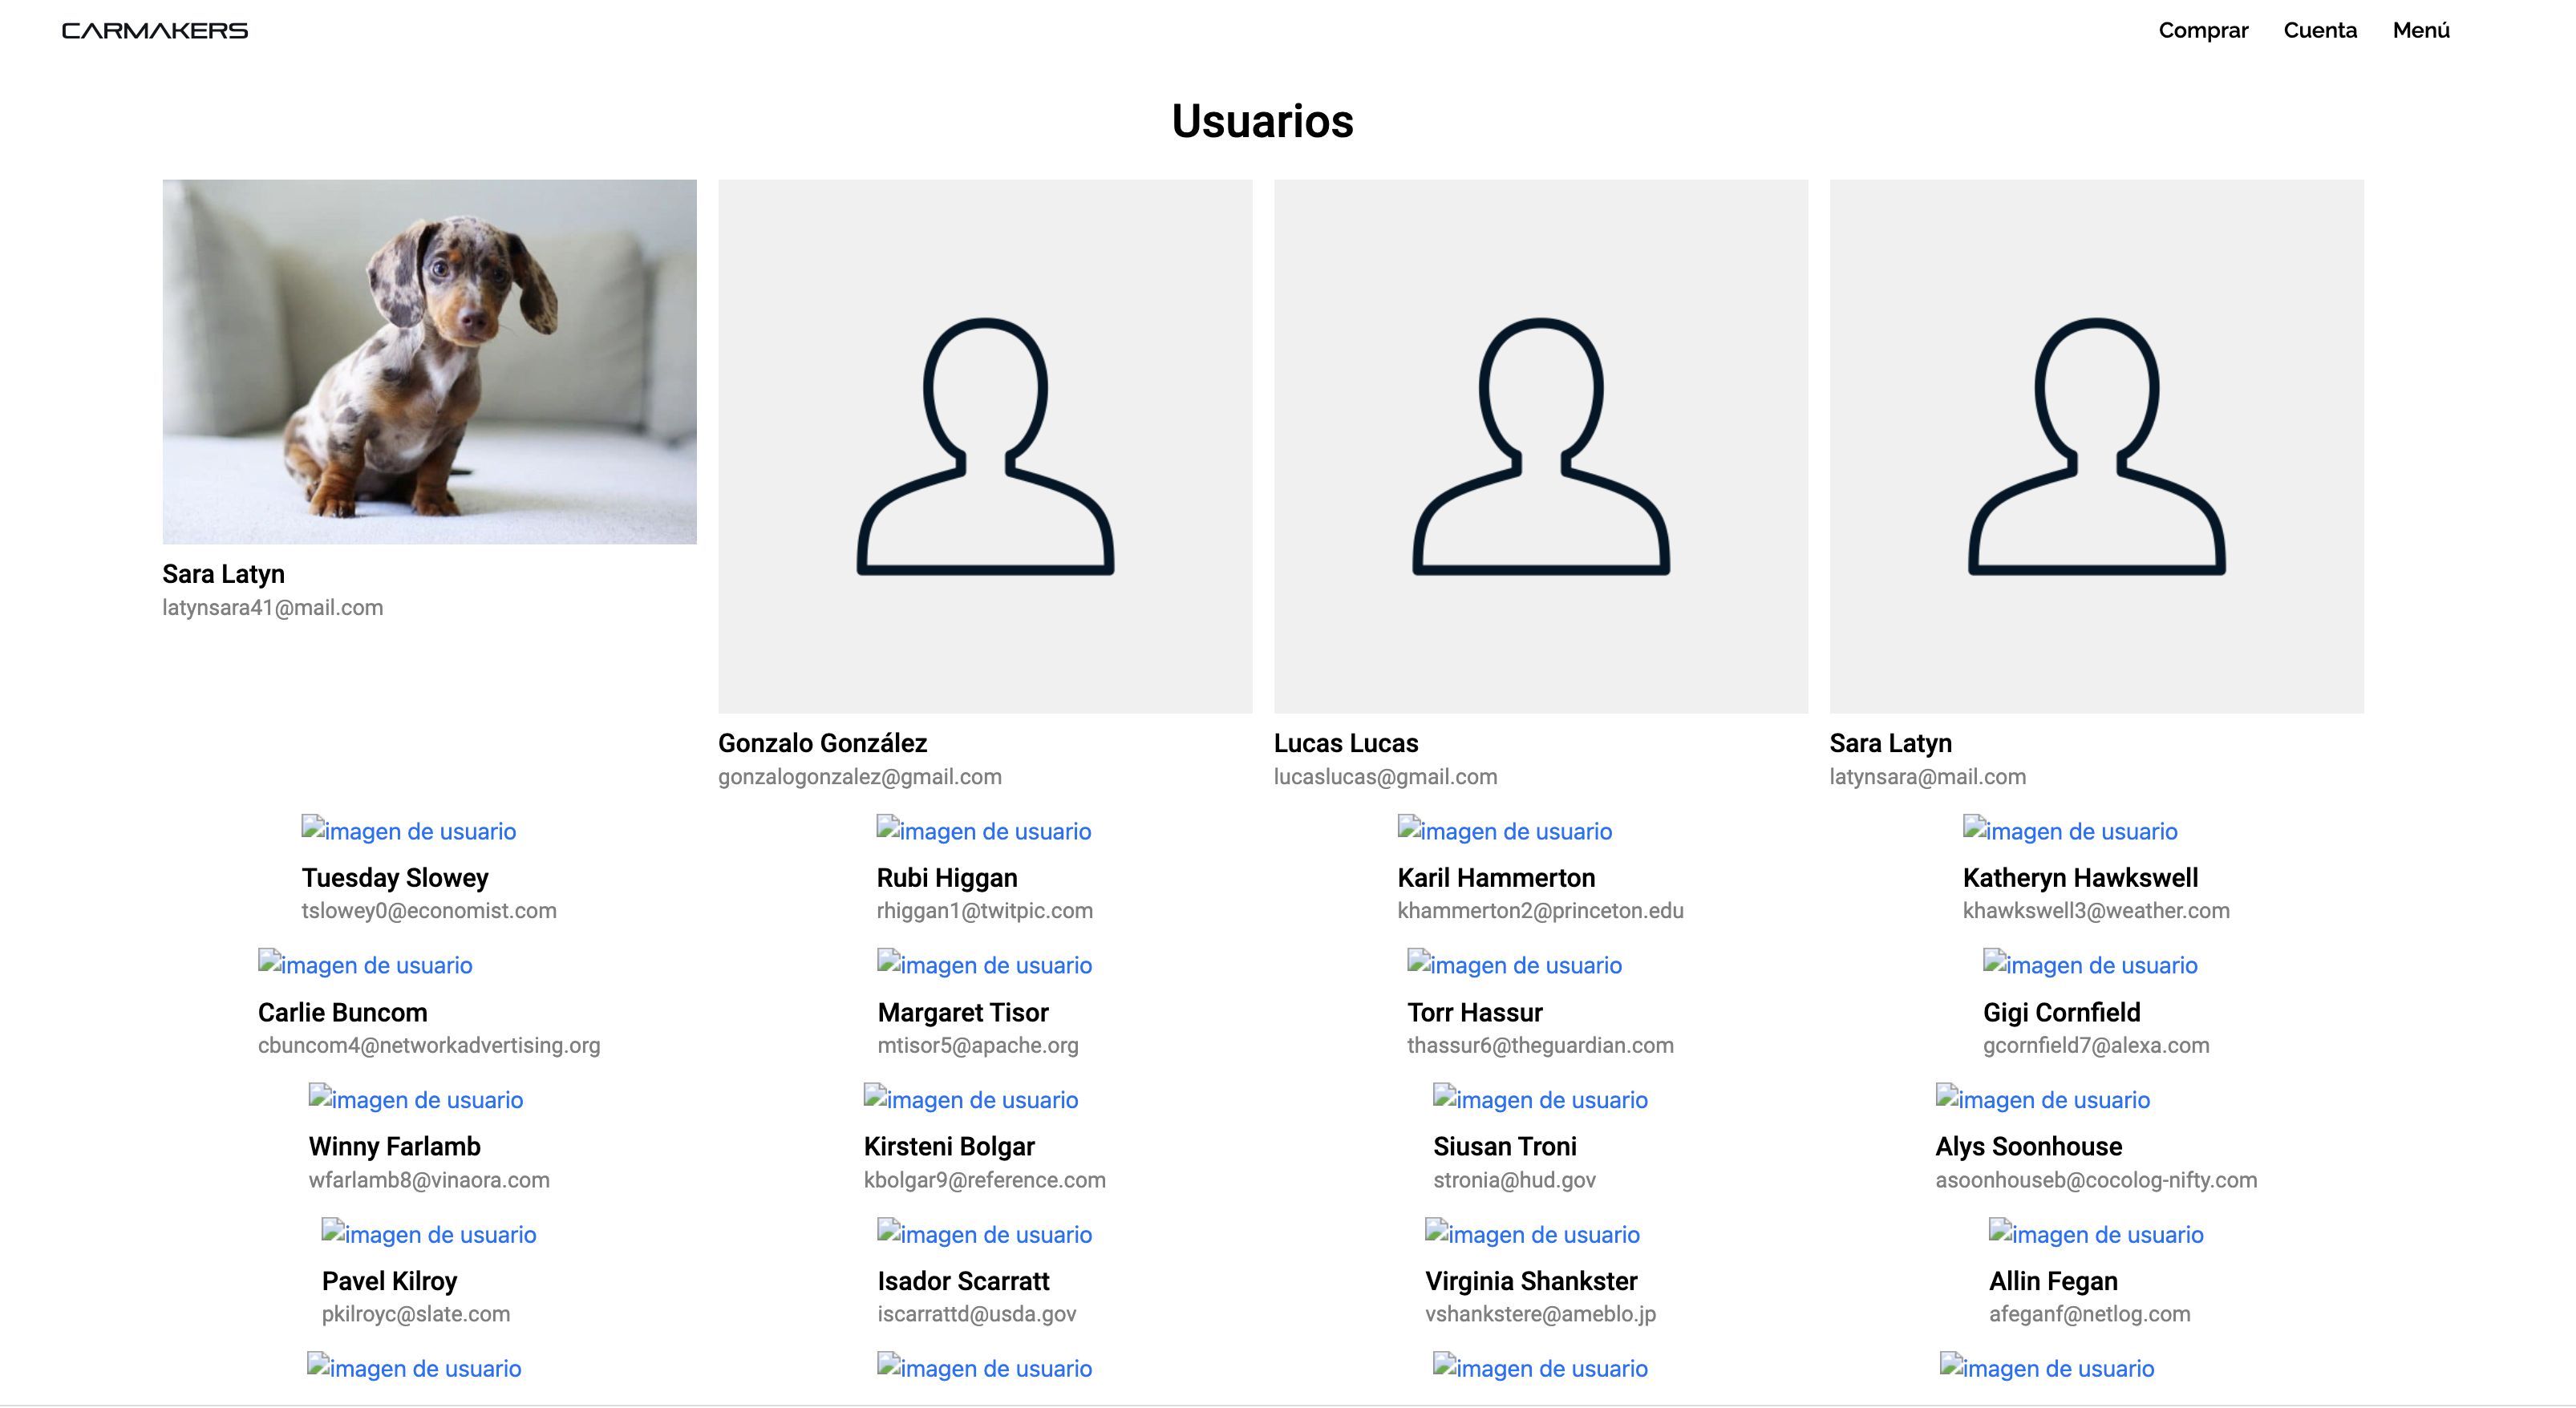 CARMAKERS
Comprar Cuenta Menú
Usuarios
Sara Latyn
latynsara41@mail.com
Gonzalo González
gonzalogonzalez@gmail.com
Lucas Lucas
lucaslucas@gmail.com
Sara Latyn
latynsara@mail.com
imagen de usuario
Tuesday Slowey
tslowey0@economist.com
imagen de usuario
Rubi Higgan
rhiggan1@twitpic.com
imagen de usuario
Karil Hammerton
khammerton2@princeton.edu
imagen de usuario
Katheryn Hawkswell
khawkswell3@weather.com
imagen de usuario
Carlie Buncom
cbuncom4@networkadvertising.org
imagen de usuario
Margaret Tisor
mtisor5@apache.org
imagen de usuario
Torr Hassur
thassur6@theguardian.com
imagen de usuario
Gigi Cornfield
gcornfield7@alexa.com
imagen de usuario
Winny Farlamb
wfarlamb8@vinaora.com
imagen de usuario
Kirsteni Bolgar
kbolgar9@reference.com
imagen de usuario
Siusan Troni
stronia@hud.gov
imagen de usuario
Alys Soonhouse
asoonhouseb@cocolog-nifty.com
imagen de usuario
Pavel Kilroy
pkilroyc@slate.com
imagen de usuario
Isador Scarratt
iscarrattd@usda.gov
imagen de usuario
Virginia Shankster
vshankstere@ameblo.jp
imagen de usuario
Allin Fegan
afeganf@netlog.com
imagen de usuario
imagen de usuario
imagen de usuario
imagen de usuario